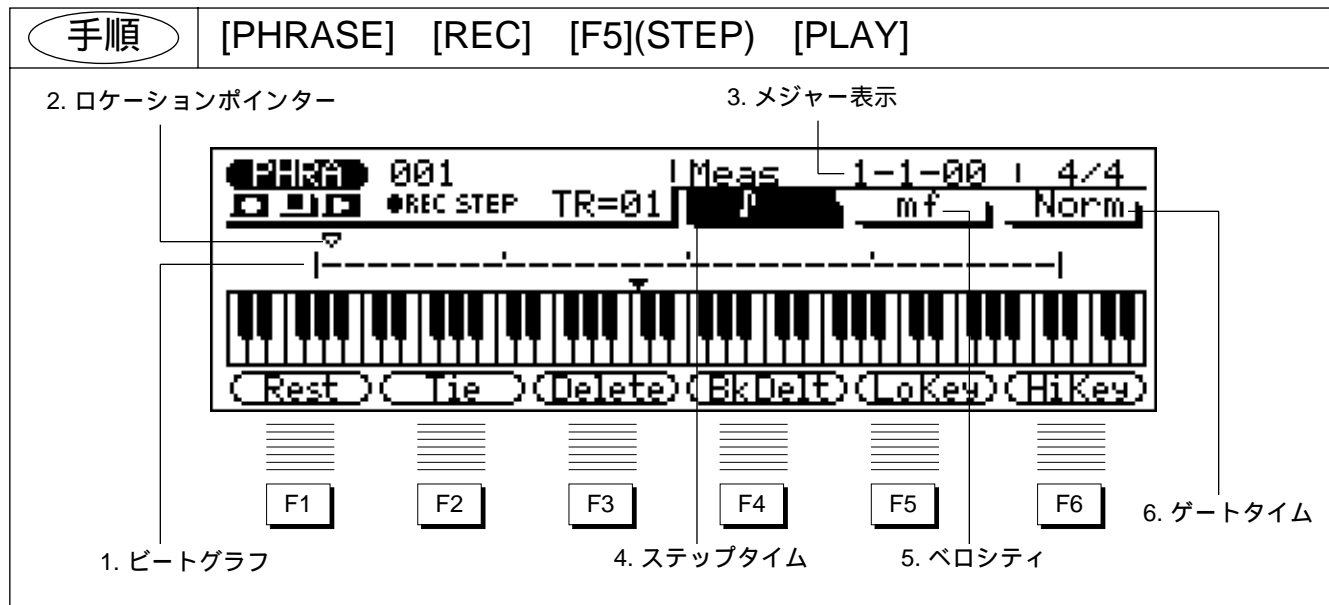 手順 [PHRASE] [REC] [F5](STEP) [PLAY]
2. ロケーションポインター
3. メジャー表示
PHRA 001 Meas 1-1-00 4/4
●REC STEP TR=01 ♪ mf Norm
Rest Tie Delete BkDelt LoKey HiKey
F1 F2 F3 F4 F5 F6
6. ゲートタイム
1. ビートグラフ
4. ステップタイム
5. ベロシティ